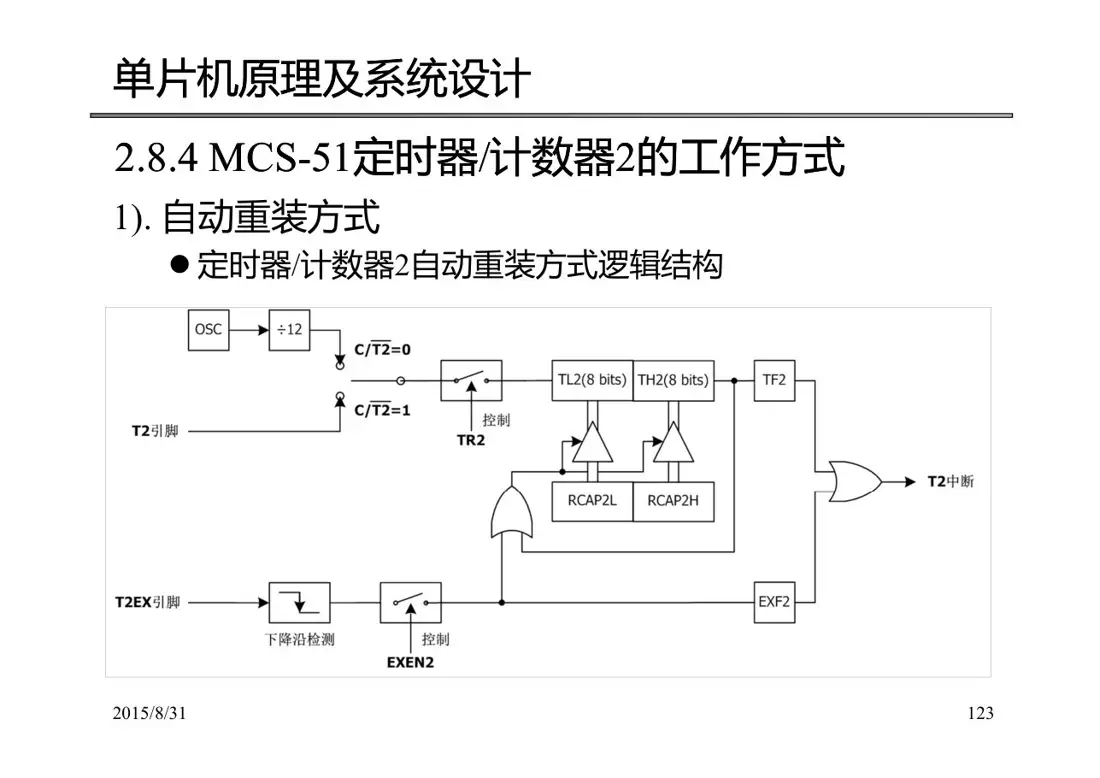 单片机原理及系统设计
2.8.4 MCS-51定时器/计数器2的工作方式
1). 自动重装方式
● 定时器/计数器2自动重装方式逻辑结构
OSC
÷12
C/T2=0
C/T2=1
T2引脚
控制
TR2
TL2(8 bits)
TH2(8 bits)
TF2
RCAP2L
RCAP2H
T2中断
T2EX引脚
下降沿检测
控制
EXEN2
EXF2
2015/8/31
123